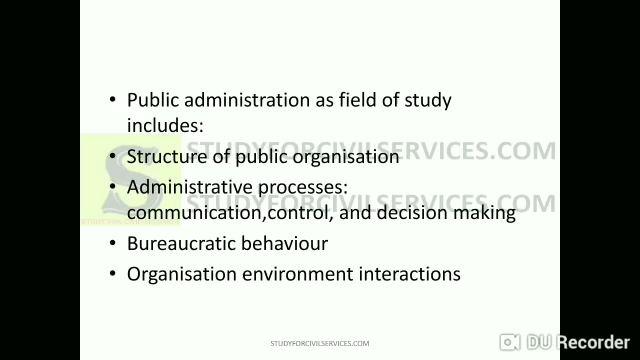 • Public administration as field of study
includes:
• Structure of public organisation
STUDYFORCIVILSERVICES.COM
• Administrative processes:
communication,control, and decision making
STUDYFORCIVILSERVICES.COM
• Bureaucratic behaviour
• Organisation environment interactions
STUDYFORCIVILSERVICES.COM
DU Recorder